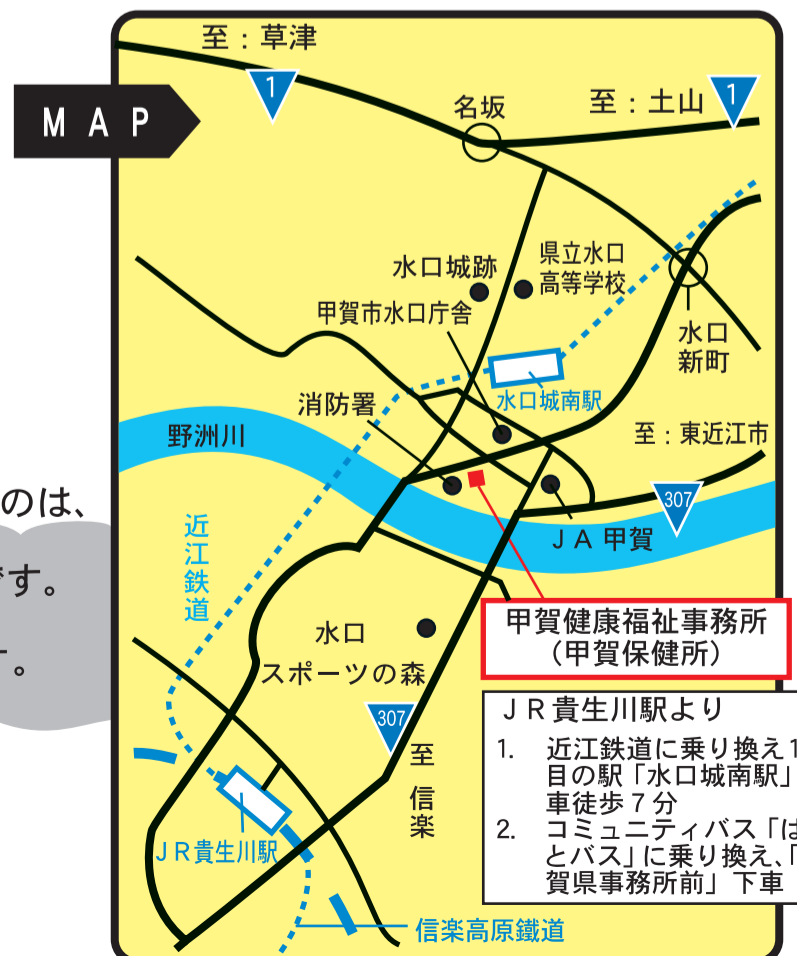 至：草津
1
MAP
名坂
至：土山
1
水口城跡
県立水口
高等学校
甲賀市水口庁舎
水口
新町
消防署
水口城南駅
野洲川
至：東近江市
307
のは、
近江鉄道
JA甲賀
です。
甲賀健康福祉事務所
（甲賀保健所）
水口
スポーツの森
す。
307
至 信楽
JR貴生川駅より
1. 近江鉄道に乗り換え1
目の駅「水口城南駅」
車徒歩7分
2. コミュニティバス「は
とバス」に乗り換え、「
賀県事務所前」下車
JR貴生川駅
信楽高原鐵道